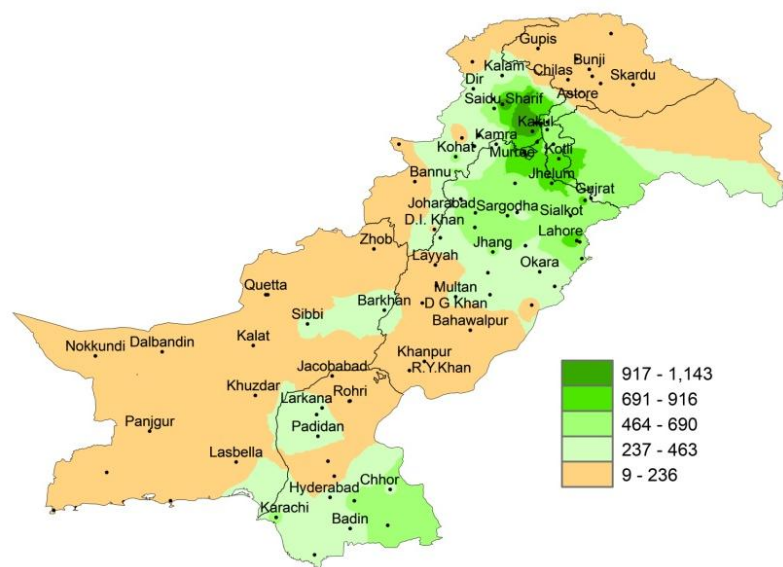 Gupis
Bunji
Kalam
Chilas
Skardu
Dir
Astore
Saidu Sharif
Kakul
Kamra
Kohat
Murree
Kotli
Bannu
Jhelum
Gujrat
Joharabad
Sargodha
Sialkot
D.I. Khan
Lahore
Zhob
Jhang
Layyah
Okara
Quetta
Multan
Barkhan
D G Khan
Sibbi
Bahawalpur
Nokkundi
Dalbandin
Kalat
Khanpur
R.Y.Khan
Jacobabad
Khuzdar
Rohri
Larkana
Panjgur
Padidan
Lasbella
Chhor
Hyderabad
Karachi
Badin
917 - 1,143
691 - 916
464 - 690
237 - 463
9 - 236